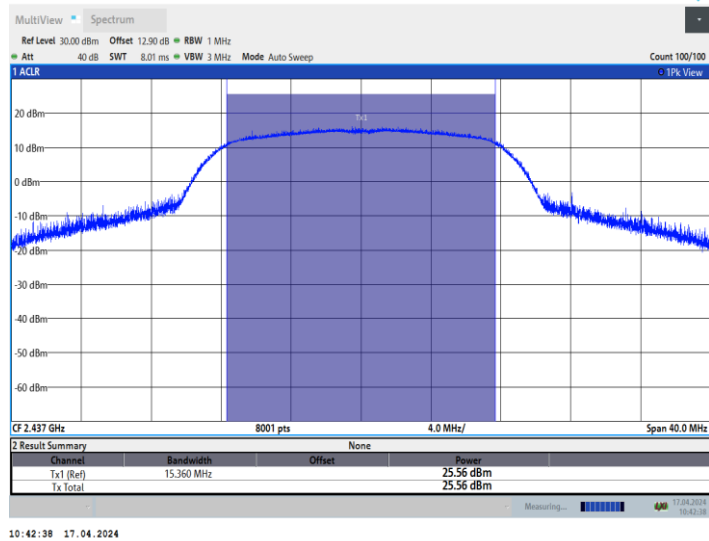 MultiView Spectrum
Ref Level 30.00 dBm Offset 12.90 dB RBW 1 MHz
Att 40 dB SWT 8.01 ms VBW 3 MHz Mode Auto Sweep Count 100/100
1 ACLR 1Pk View
Tx1
20 dBm
10 dBm
0 dBm
-10 dBm
-20 dBm
-30 dBm
-40 dBm
-50 dBm
-60 dBm
CF 2.437 GHz 8001 pts 4.0 MHz/ Span 40.0 MHz
2 Result Summary None
Channel Bandwidth Offset Power
Tx1 (Ref) 15.360 MHz 25.56 dBm
Tx Total 25.56 dBm
Measuring... 17.04.2024
10:42:38
10:42:38 17.04.2024